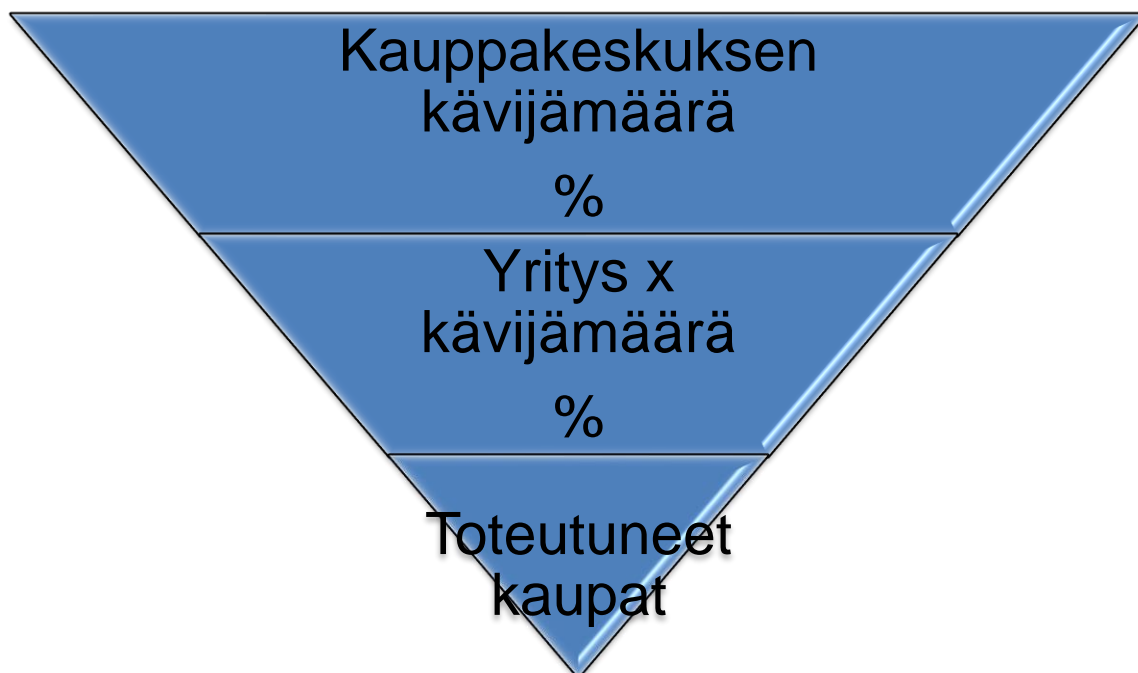 Kauppakeskuksen
kävijämäärä
%
Yritys x
kävijämäärä
%
Toteutuneet
kaupat